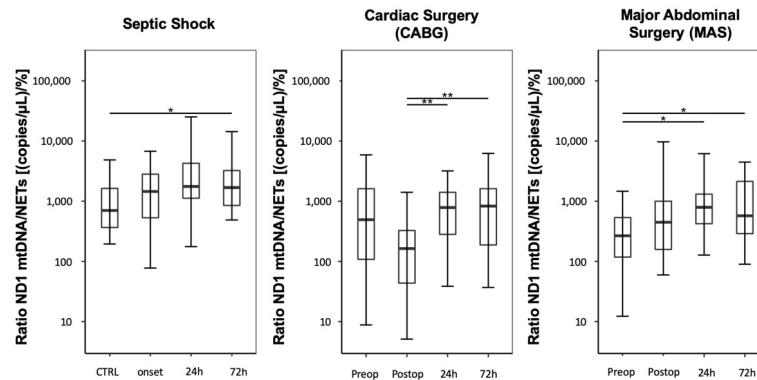 Septic Shock
Ratio ND1 mtDNA/NETs [(copies/µL)/%]
100,000
10,000
1,000
100
10
*
CTRL onset 24h 72h
Cardiac Surgery
(CABG)
Ratio ND1 mtDNA/NETs [(copies/µL)/%]
100,000
10,000
1,000
100
10
**
**
Preop Postop 24h 72h
Major Abdominal
Surgery (MAS)
Ratio ND1 mtDNA/NETs [(copies/µL)/%]
100,000
10,000
1,000
100
10
*
*
Preop Postop 24h 72h